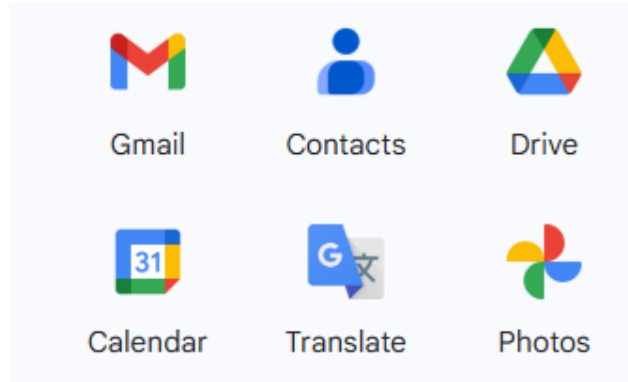 Gmail Contacts Drive
31 G 文
Calendar Translate Photos